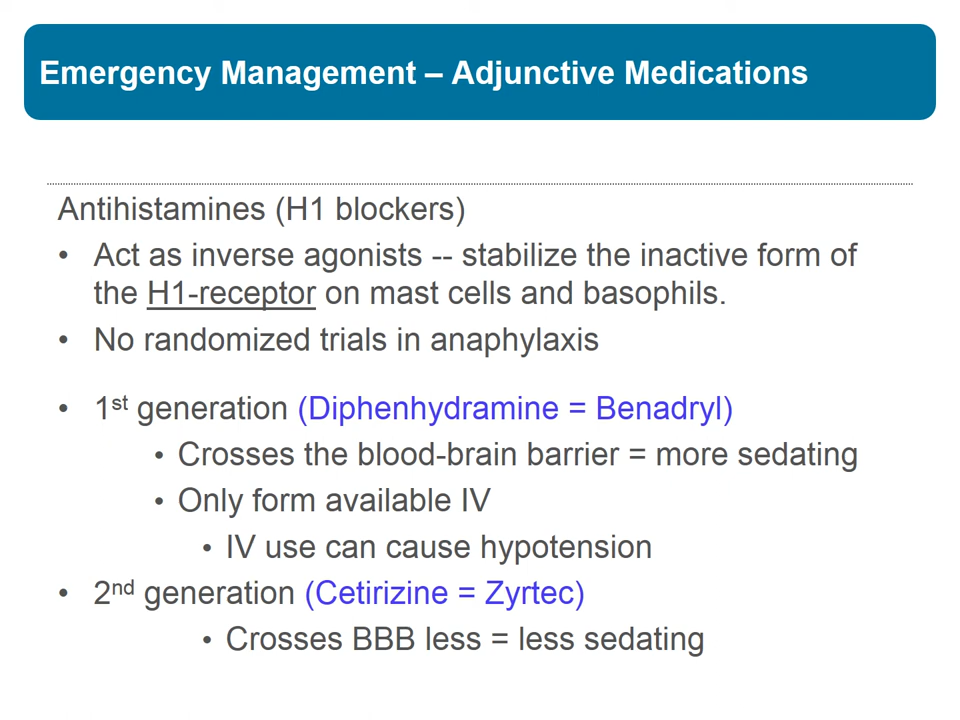 Emergency Management – Adjunctive Medications
Antihistamines (H1 blockers)
• Act as inverse agonists -- stabilize the inactive form of
the H1-receptor on mast cells and basophils.
• No randomized trials in anaphylaxis
• 1st generation (Diphenhydramine = Benadryl)
• Crosses the blood-brain barrier = more sedating
• Only form available IV
• IV use can cause hypotension
• 2nd generation (Cetirizine = Zyrtec)
• Crosses BBB less = less sedating